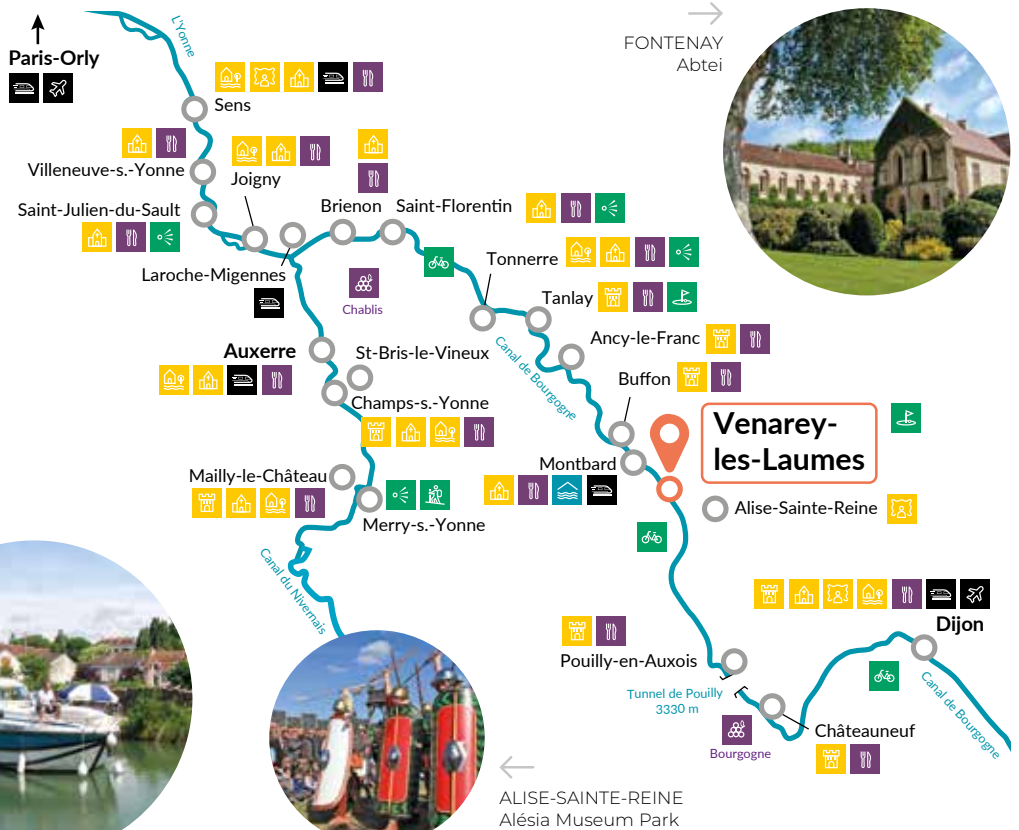 L'Yonne
FONTENAY
Abtei
Paris-Orly
Sens
Villeneuve-s.-Yonne
Joigny
Saint-Julien-du-Sault
Brienon
Saint-Florentin
Laroche-Migennes
Tonnerre
Chablis
Tanlay
Canal de Bourgogne
Ancy-le-Franc
Auxerre
St-Bris-le-Vineux
Buffon
Champs-s.-Yonne
Venarey-
les-Laumes
Montbard
Mailly-le-Château
Alise-Sainte-Reine
Merry-s.-Yonne
Canal du Nivernais
Dijon
Pouilly-en-Auxois
Tunnel de Pouilly
3330 m
Canal de Bourgogne
Châteauneuf
Bourgogne
ALISE-SAINTE-REINE
Alésia Museum Park